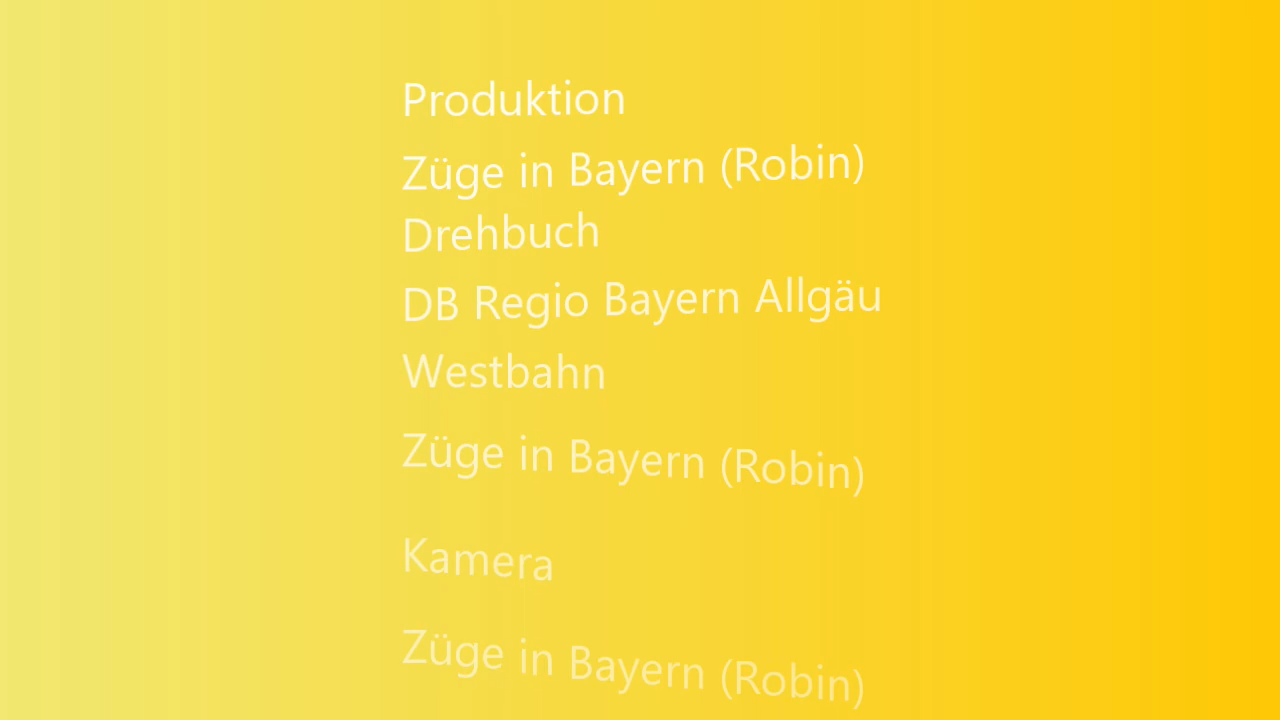 Produktion
Züge in Bayern (Robin)
Drehbuch
DB Regio Bayern Allgäu
Westbahn
Züge in Bayern (Robin)
Kamera
Züge in Bayern (Robin)